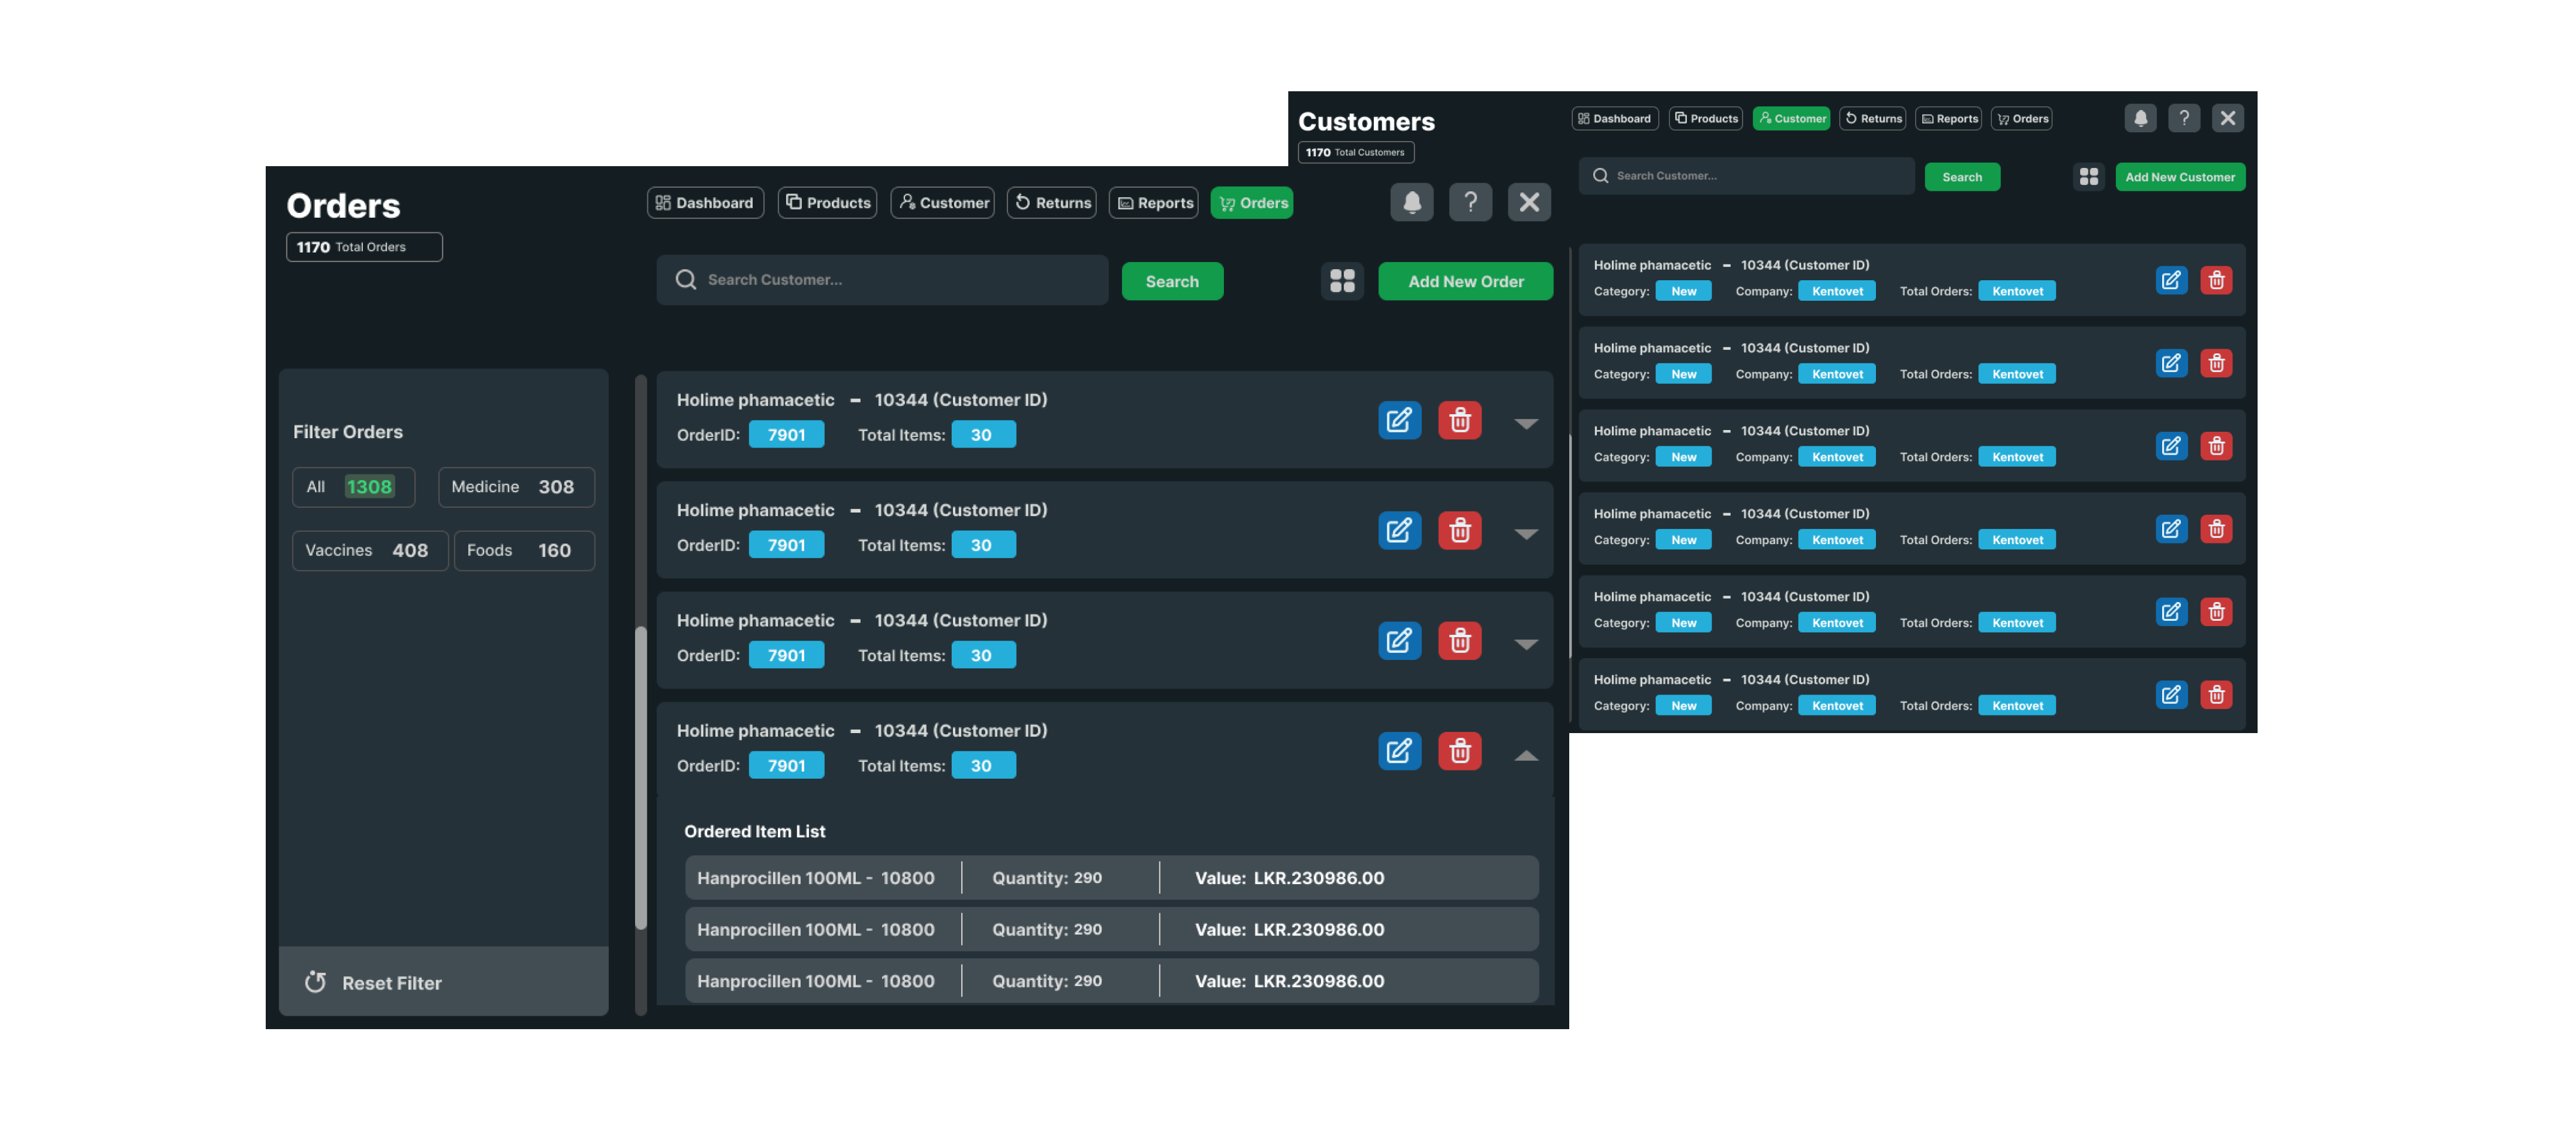 Orders
1170 Total Orders
Dashboard Products Customer Returns Reports Orders ?
Search Customer... Search Add New Order
Filter Orders
All 1308 Medicine 308
Vaccines 408 Foods 160
Reset Filter
Holime phamacetic – 10344 (Customer ID)
OrderID: 7901 Total Items: 30
Holime phamacetic – 10344 (Customer ID)
OrderID: 7901 Total Items: 30
Holime phamacetic – 10344 (Customer ID)
OrderID: 7901 Total Items: 30
Holime phamacetic – 10344 (Customer ID)
OrderID: 7901 Total Items: 30
Ordered Item List
Hanprocillen 100ML - 10800 Quantity: 290 Value: LKR.230986.00
Hanprocillen 100ML - 10800 Quantity: 290 Value: LKR.230986.00
Hanprocillen 100ML - 10800 Quantity: 290 Value: LKR.230986.00
Customers
1170 Total Customers
Dashboard Products Customer Returns Reports Orders ?
Search Customer... Search Add New Customer
Holime phamacetic – 10344 (Customer ID)
Category: New Company: Kentovet Total Orders: Kentovet
Holime phamacetic – 10344 (Customer ID)
Category: New Company: Kentovet Total Orders: Kentovet
Holime phamacetic – 10344 (Customer ID)
Category: New Company: Kentovet Total Orders: Kentovet
Holime phamacetic – 10344 (Customer ID)
Category: New Company: Kentovet Total Orders: Kentovet
Holime phamacetic – 10344 (Customer ID)
Category: New Company: Kentovet Total Orders: Kentovet
Holime phamacetic – 10344 (Customer ID)
Category: New Company: Kentovet Total Orders: Kentovet